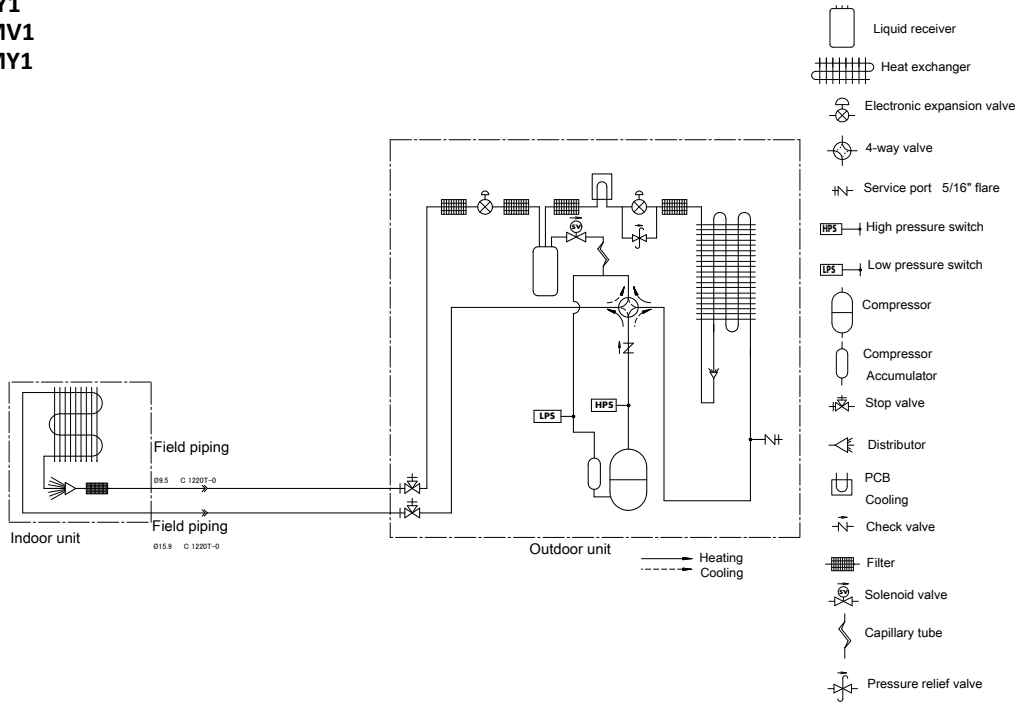 Y1
MV1
MY1
Liquid receiver
Heat exchanger
Electronic expansion valve
4-way valve
Service port 5/16" flare
HPS
High pressure switch
LPS
Low pressure switch
Compressor
Compressor
Accumulator
Stop valve
Distributor
PCB
Cooling
Check valve
Filter
SV
Solenoid valve
Capillary tube
Pressure relief valve
SV
LPS
HPS
Field piping
Ø9.5 C 1220T-0
Field piping
Ø15.9 C 1220T-0
Indoor unit
Outdoor unit
Heating
Cooling